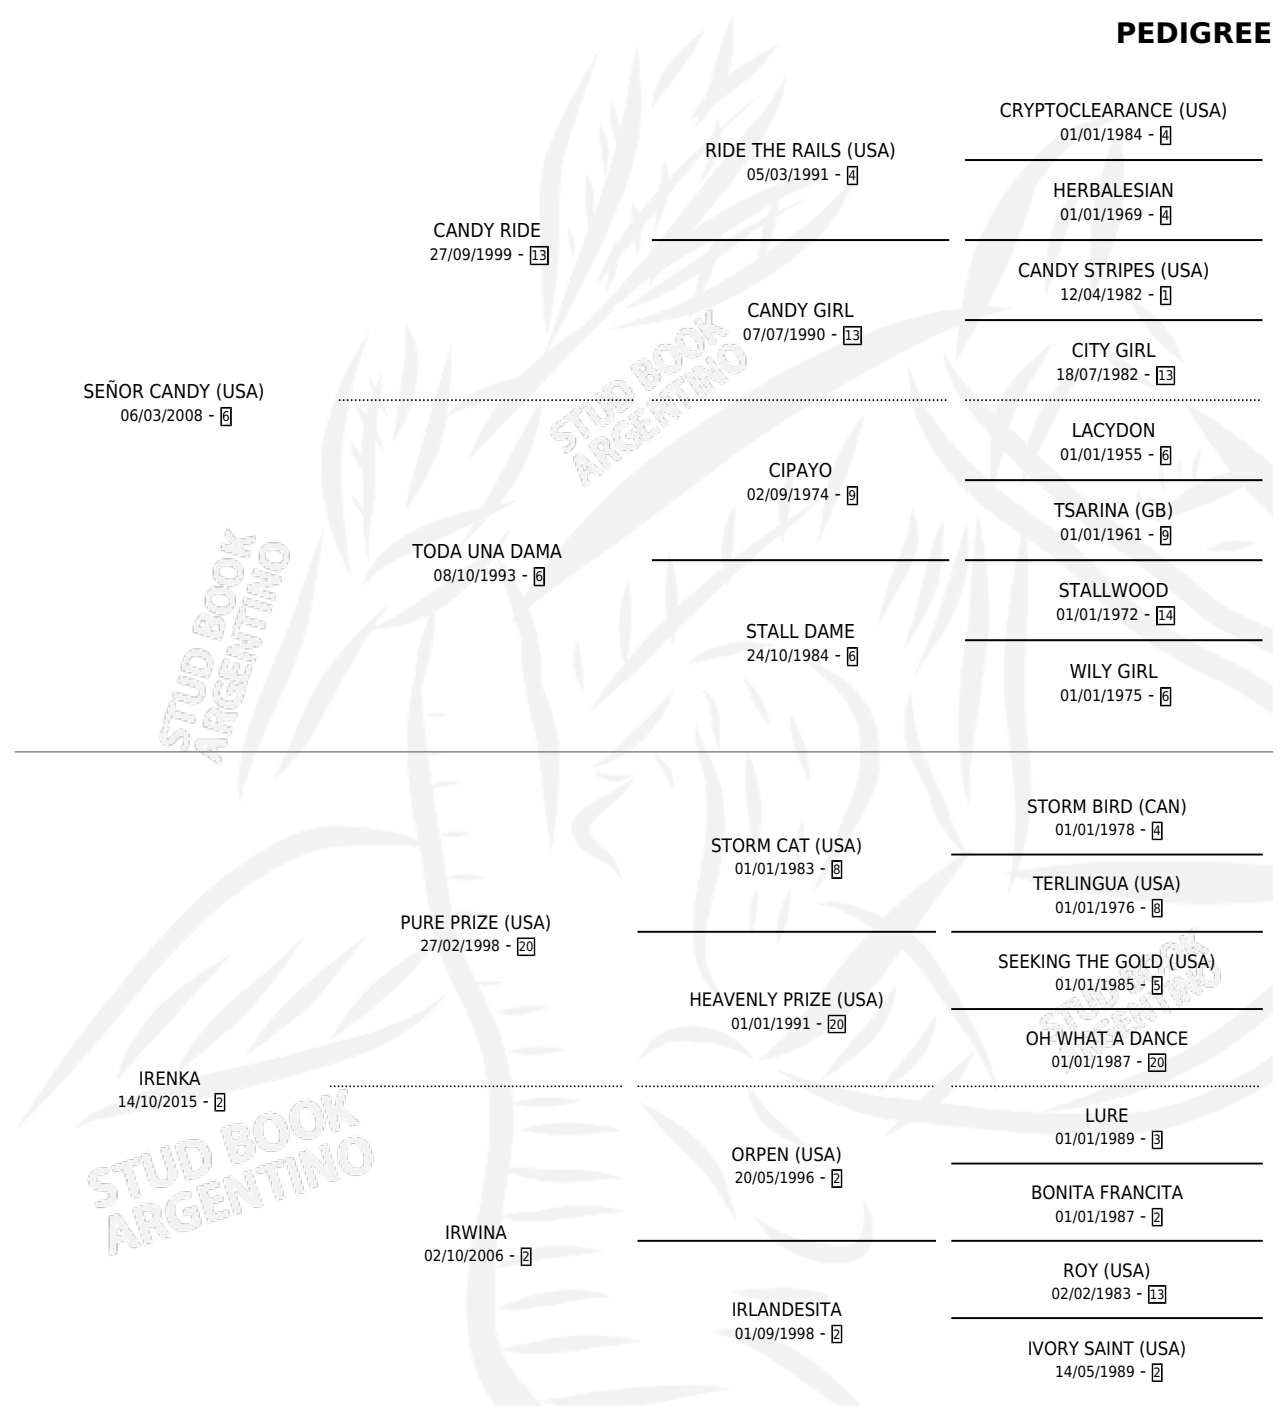 PEDIGREE
CRYPTOCLEARANCE (USA)
01/01/1984 - 4
RIDE THE RAILS (USA)
05/03/1991 - 4
HERBALESIAN
01/01/1969 - 4
CANDY RIDE
27/09/1999 - 13
CANDY STRIPES (USA)
12/04/1982 - 1
CANDY GIRL
07/07/1990 - 13
CITY GIRL
18/07/1982 - 13
SEÑOR CANDY (USA)
06/03/2008 - 6
STUD BOOK
ARGENTINO
LACYDON
01/01/1955 - 6
CIPAYO
02/09/1974 - 9
TSARINA (GB)
01/01/1961 - 9
TODA UNA DAMA
08/10/1993 - 6
STALLWOOD
01/01/1972 - 14
STALL DAME
24/10/1984 - 6
WILY GIRL
01/01/1975 - 6
STUD BOOK
ARGENTINO
STORM BIRD (CAN)
01/01/1978 - 4
STORM CAT (USA)
01/01/1983 - 8
TERLINGUA (USA)
01/01/1976 - 8
PURE PRIZE (USA)
27/02/1998 - 20
SEEKING THE GOLD (USA)
01/01/1985 - 5
HEAVENLY PRIZE (USA)
01/01/1991 - 20
STUD BOOK
ARGENTINO
OH WHAT A DANCE
01/01/1987 - 20
IRENKA
14/10/2015 - 2
STUD BOOK
ARGENTINO
LURE
01/01/1989 - 3
ORPEN (USA)
20/05/1996 - 2
BONITA FRANCITA
01/01/1987 - 2
IRWINA
02/10/2006 - 2
ROY (USA)
02/02/1983 - 13
IRLANDESITA
01/09/1998 - 2
IVORY SAINT (USA)
14/05/1989 - 2